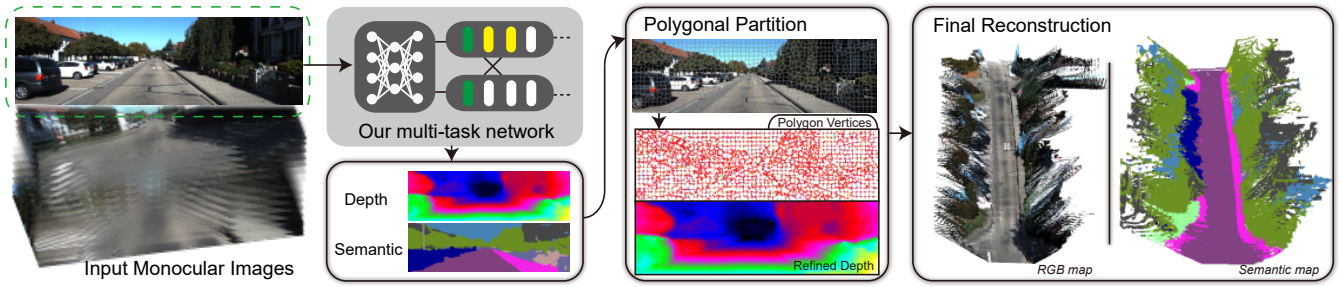 Input Monocular Images
Our multi-task network
Depth
Semantic
Polygonal Partition
Polygon Vertices
Refined Depth
Final Reconstruction
RGB map
Semantic map